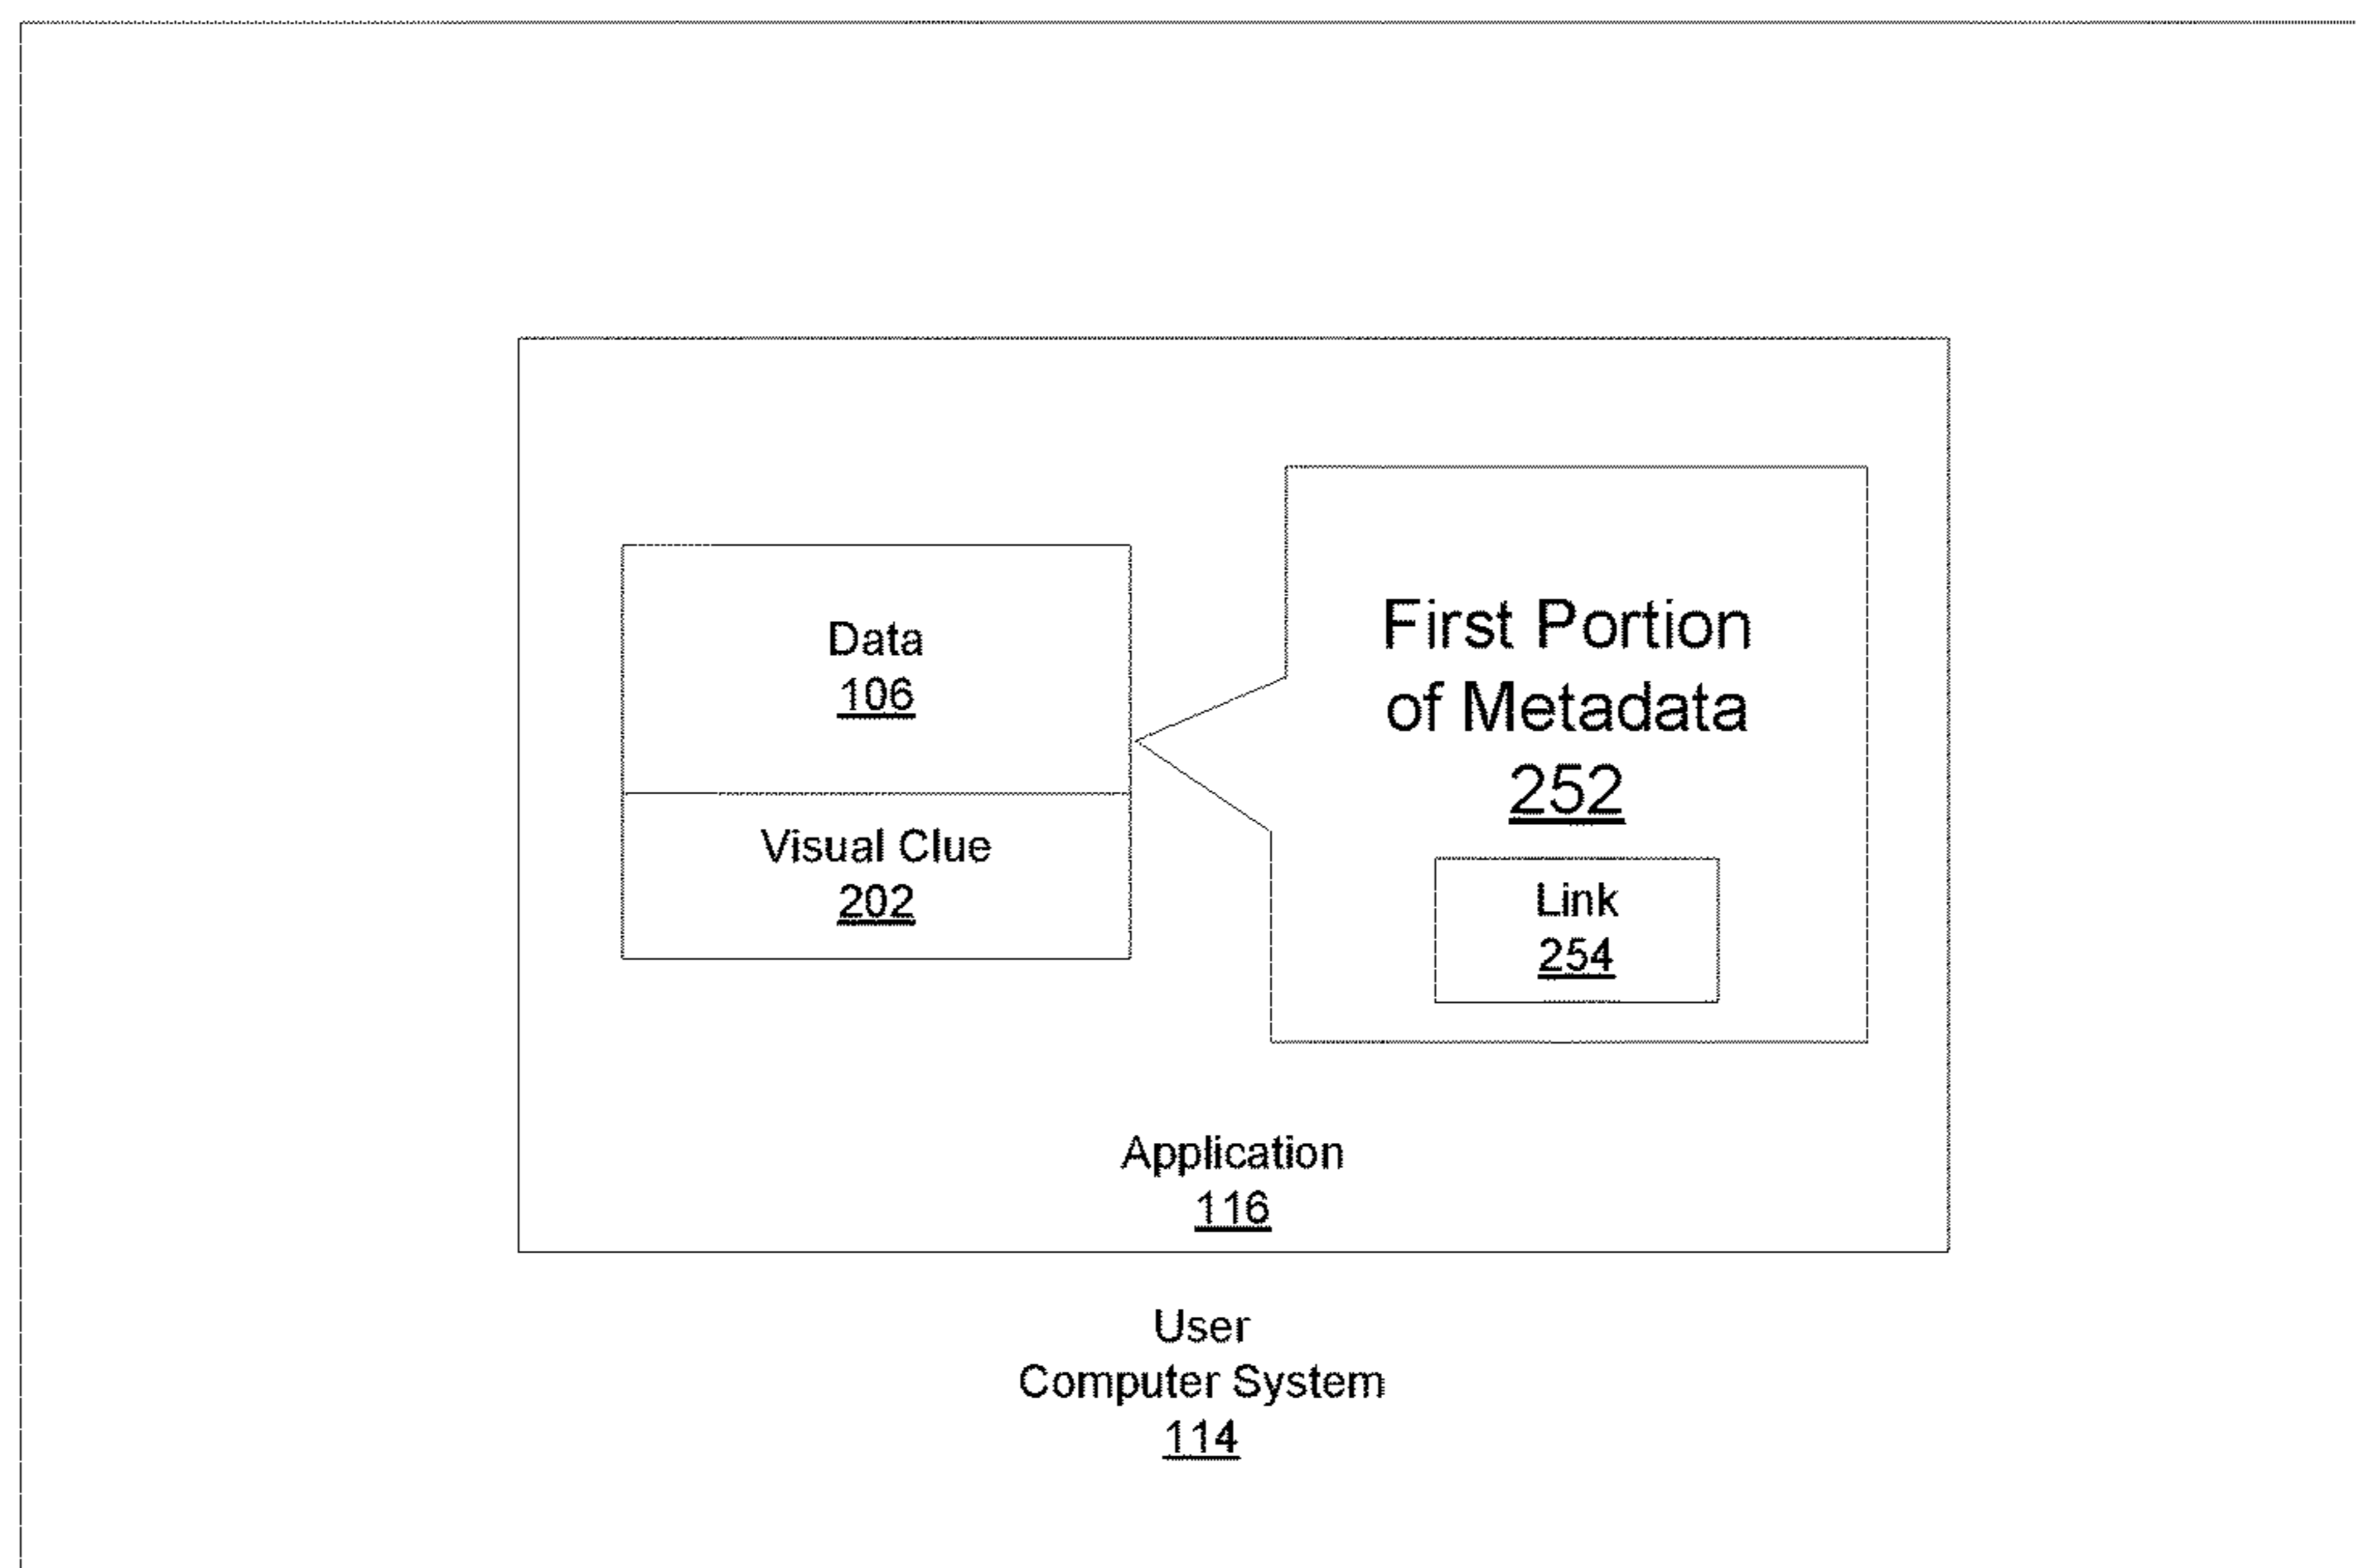 Data
106
Visual Clue
202
First Portion
of Metadata
252
Link
254
Application
116
User
Computer System
114